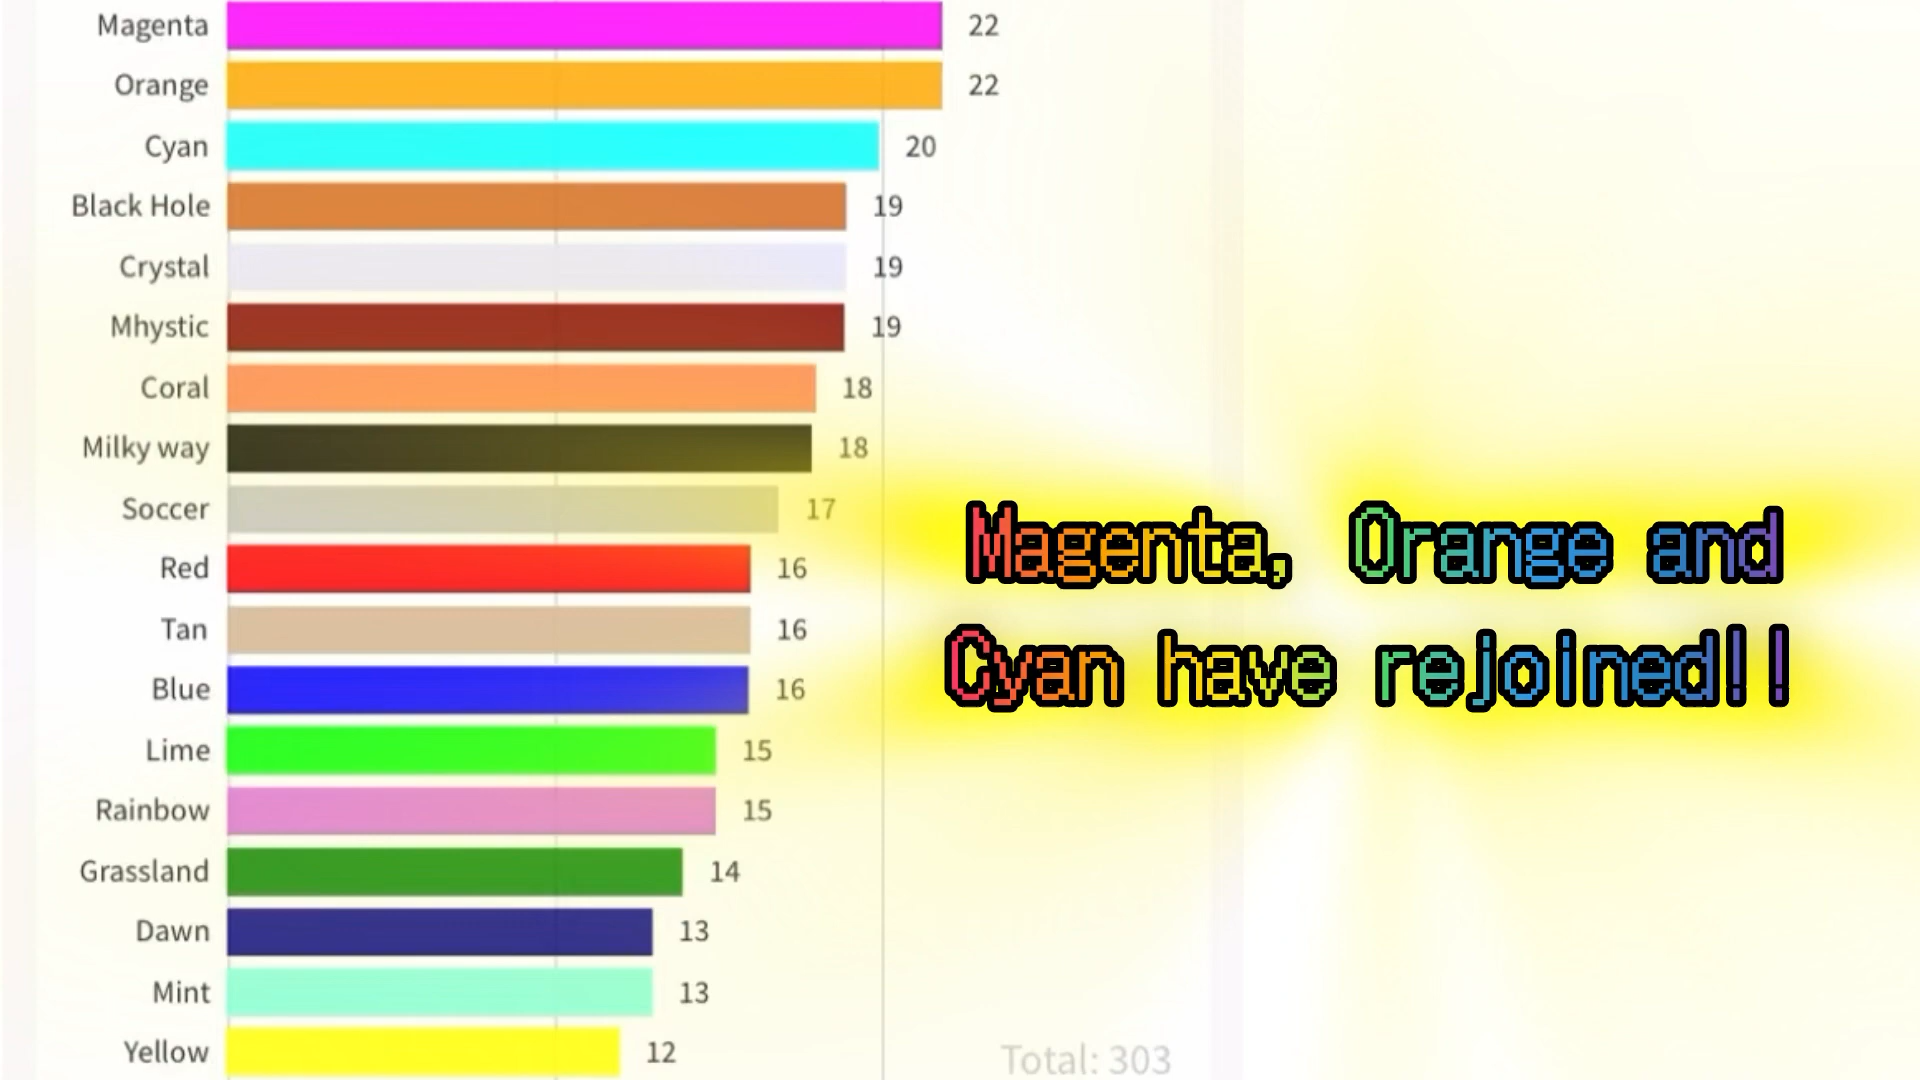 Magenta 22
Orange 22
Cyan 20
Black Hole 19
Crystal 19
Mhystic 19
Coral 18
Milky way 18
Soccer 17
Red 16
Tan 16
Blue 16
Lime 15
Rainbow 15
Grassland 14
Dawn 13
Mint 13
Yellow 12
Total: 303
Magenta, Orange and
Cyan have rejoined!!